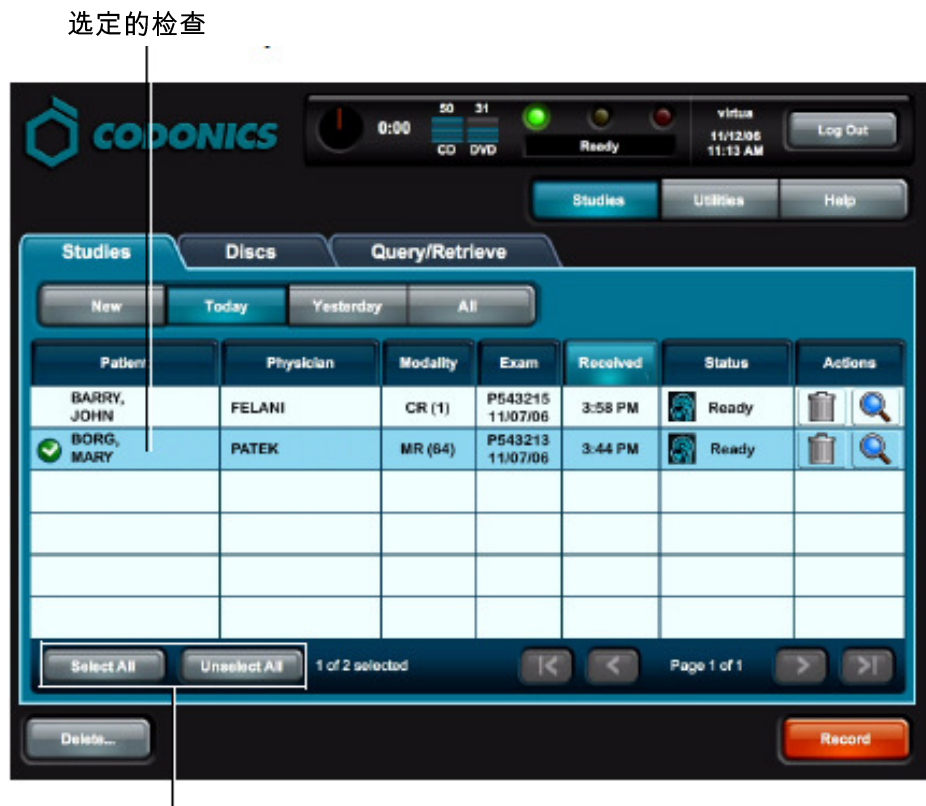 选定的检查
CODONICS
0:00
50 31
CD DVD
Ready
virtua
11/12/06
11:13 AM
Log Out
Studies Utilities Help
Studies Discs Query/Retrieve
New Today Yesterday All
Patient Physician Modality Exam Received Status Actions
BARRY,
JOHN
FELANI CR (1)
P543215
11/07/06
3:58 PM Ready
BORG,
MARY
PATEK MR (64)
P543213
11/07/06
3:44 PM Ready
Select All Unselect All 1 of 2 selected Page 1 of 1
Delete... Record